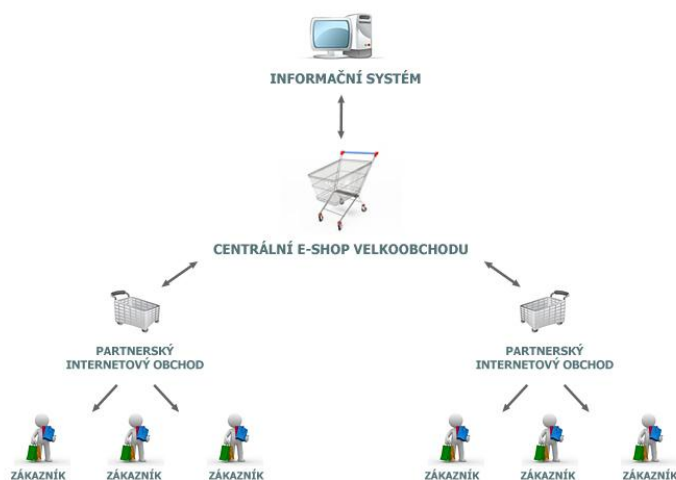 INFORMAČNÍ SYSTÉM
CENTRÁLNÍ E-SHOP VELKOOBCHODU
PARTNERSKÝ
INTERNETOVÝ OBCHOD
PARTNERSKÝ
INTERNETOVÝ OBCHOD
ZÁKAZNÍK
ZÁKAZNÍK
ZÁKAZNÍK
ZÁKAZNÍK
ZÁKAZNÍK
ZÁKAZNÍK